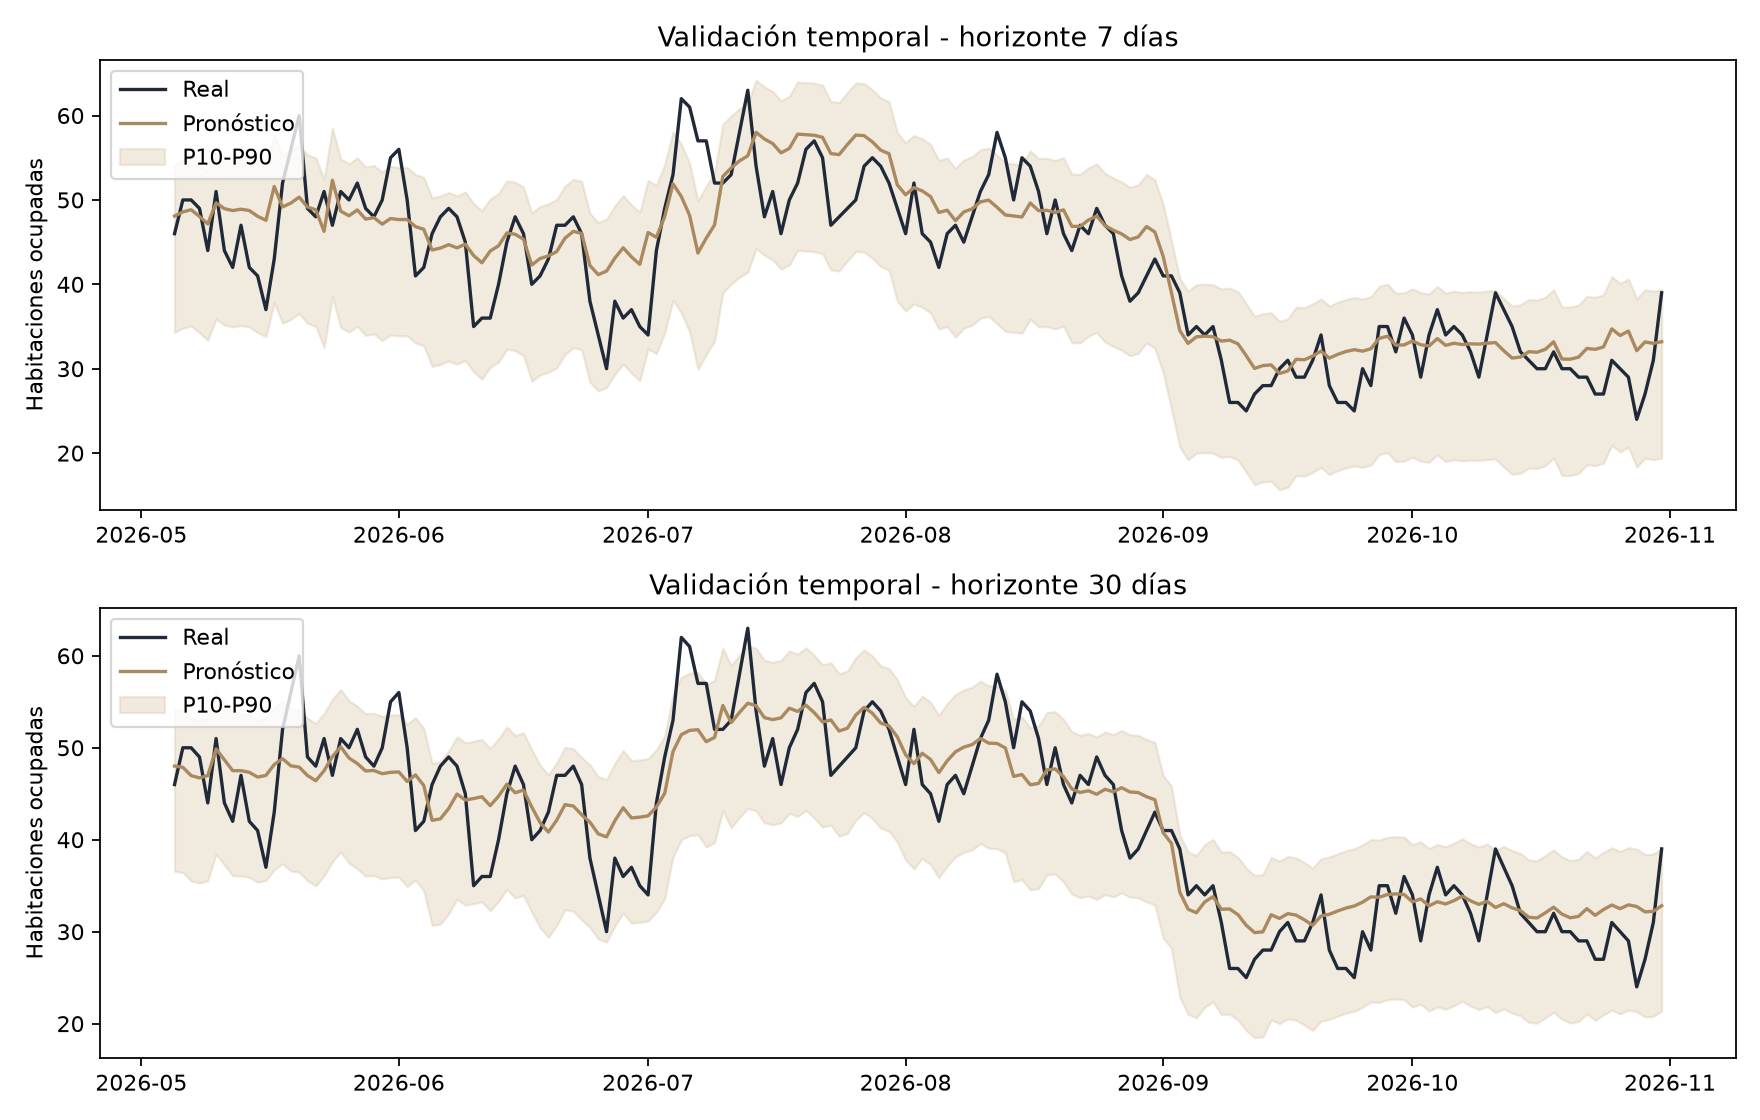 Validación temporal - horizonte 7 días
Real
Pronóstico
P10-P90
Habitaciones ocupadas
60
50
40
30
20
2026-05 2026-06 2026-07 2026-08 2026-09 2026-10 2026-11
Validación temporal - horizonte 30 días
Real
Pronóstico
P10-P90
Habitaciones ocupadas
60
50
40
30
20
2026-05 2026-06 2026-07 2026-08 2026-09 2026-10 2026-11